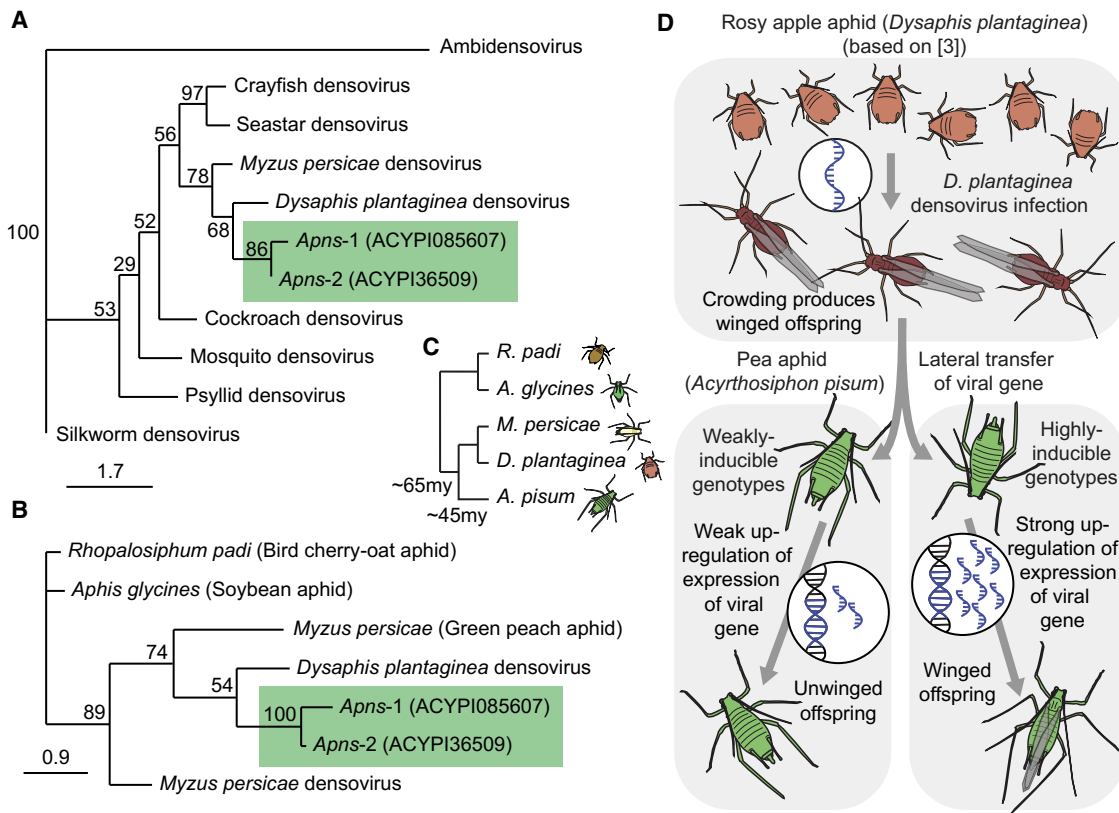 A
Ambidensovirus
Crayfish densovirus
97
Seastar densovirus
56
Myzus persicae densovirus
78
Dysaphis plantaginea densovirus
68
52
86
Apns-1 (ACYPI085607)
Apns-2 (ACYPI36509)
100
29
Cockroach densovirus
53
Mosquito densovirus
Psyllid densovirus
Silkworm densovirus
1.7
B
Rhopalosiphum padi (Bird cherry-oat aphid)
Aphis glycines (Soybean aphid)
Myzus persicae (Green peach aphid)
74
Dysaphis plantaginea densovirus
54
100
Apns-1 (ACYPI085607)
Apns-2 (ACYPI36509)
89
0.9
Myzus persicae densovirus
C
R. padi
A. glycines
M. persicae
D. plantaginea
A. pisum
~65my
~45my
D
Rosy apple aphid (Dysaphis plantaginea)
(based on [3])
D. plantaginea
densovirus infection
Crowding produces
winged offspring
Pea aphid
(Acyrthosiphon pisum)
Lateral transfer
of viral gene
Weakly-
inducible
genotypes
Highly-
inducible
genotypes
Weak up-
regulation of
expression
of viral
gene
Strong up-
regulation of
expression
of viral
gene
Unwinged
offspring
Winged
offspring